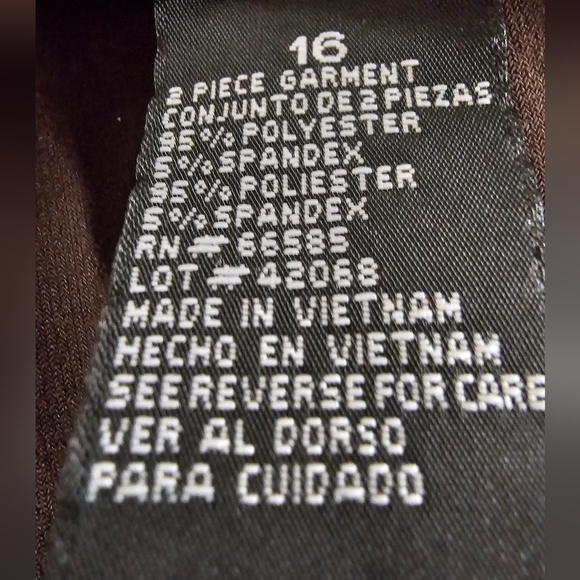 16
2 PIECE GARMENT
CONJUNTO DE 2 PIEZAS
95% POLYESTER
5% SPANDEX
95% POLIESTER
5% SPANDEX
RN # 66585
LOT # 42068
MADE IN VIETNAM
HECHO EN VIETNAM
SEE REVERSE FOR CARE
VER AL DORSO
PARA CUIDADO